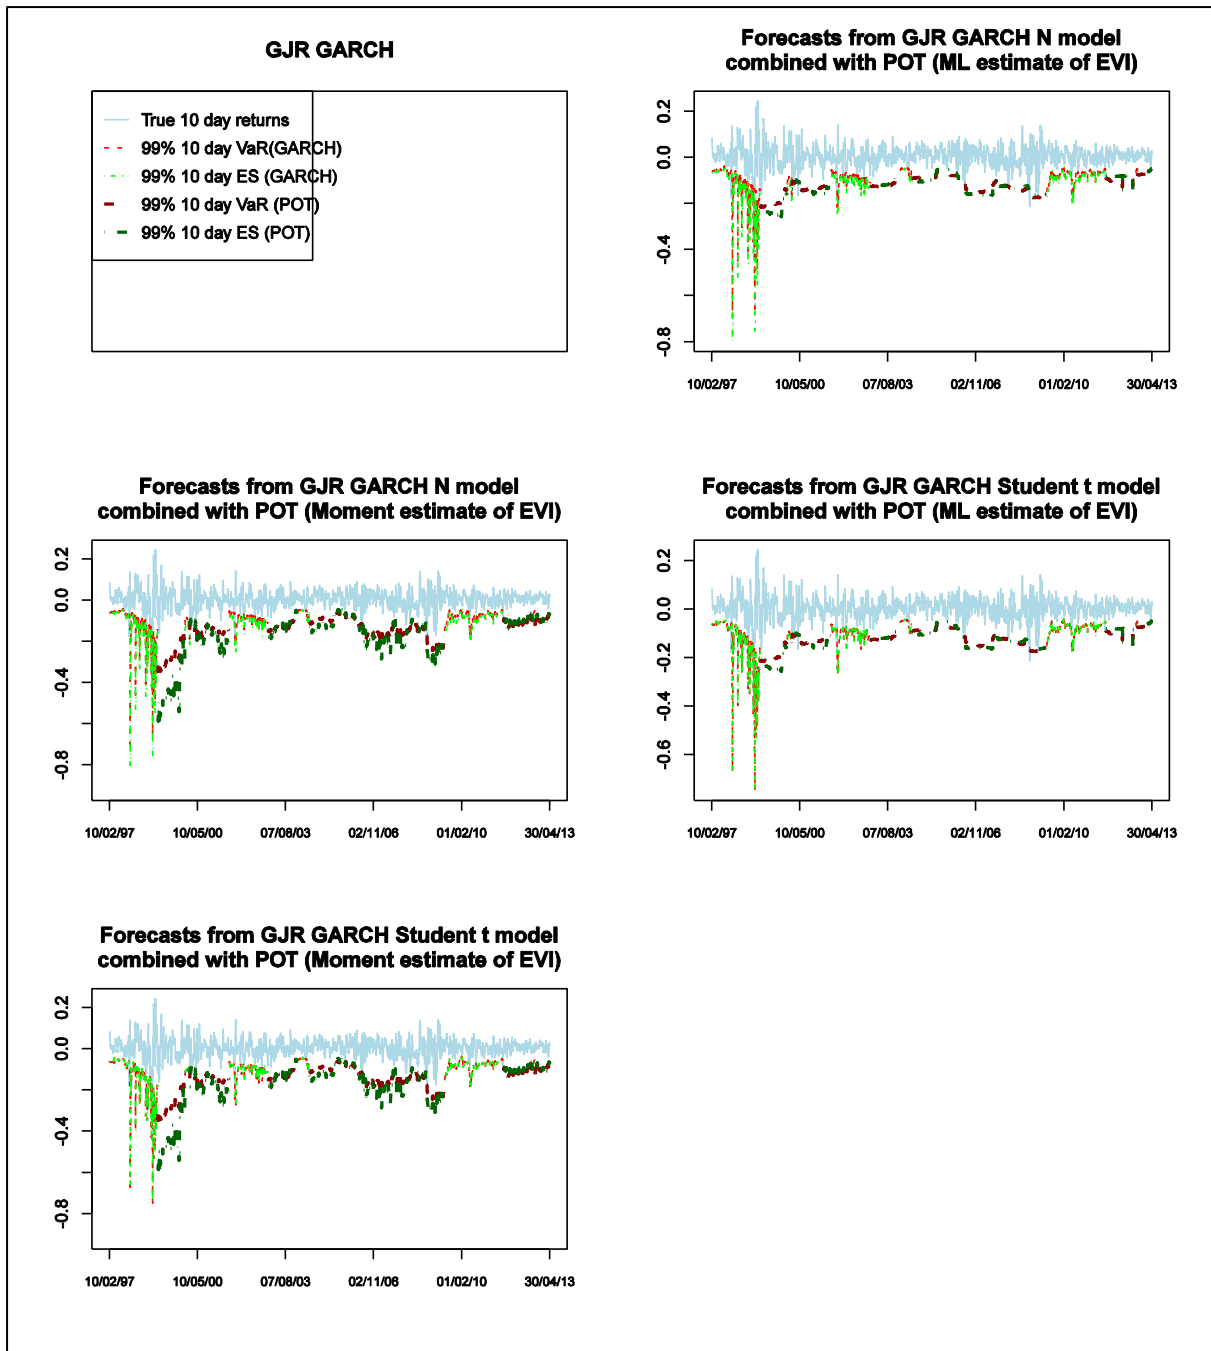 GJR GARCH
True 10 day returns
99% 10 day VaR(GARCH)
99% 10 day ES (GARCH)
99% 10 day VaR (POT)
99% 10 day ES (POT)
Forecasts from GJR GARCH N model
combined with POT (ML estimate of EVI)
0.2
0.0
-0.4
-0.8
10/02/97 10/05/00 07/08/03 02/11/06 01/02/10 30/04/13
Forecasts from GJR GARCH N model
combined with POT (Moment estimate of EVI)
0.2
0.0
-0.4
-0.8
10/02/97 10/05/00 07/08/03 02/11/06 01/02/10 30/04/13
Forecasts from GJR GARCH Student t model
combined with POT (ML estimate of EVI)
0.2
0.0
-0.2
-0.6
10/02/97 10/05/00 07/08/03 02/11/06 01/02/10 30/04/13
Forecasts from GJR GARCH Student t model
combined with POT (Moment estimate of EVI)
0.2
0.0
-0.4
-0.8
10/02/97 10/05/00 07/08/03 02/11/06 01/02/10 30/04/13